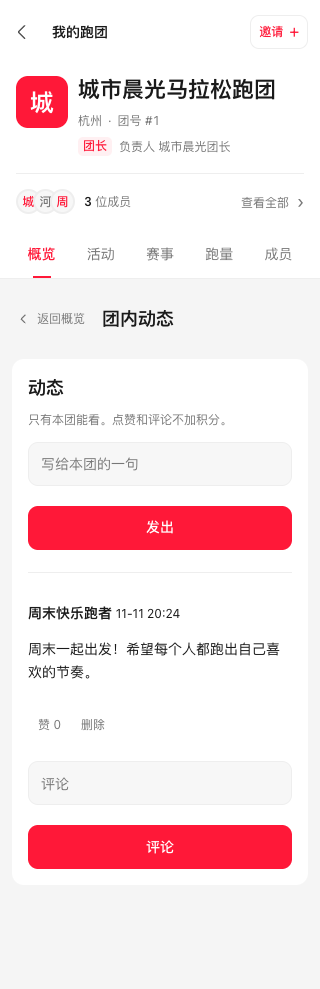 我的跑团
邀请 +
城
城市晨光马拉松跑团
杭州 · 团号 #1
团长 负责人 城市晨光团长
城 河 周 3 位成员
查看全部
概览 活动 赛事 跑量 成员
返回概览 团内动态
动态
只有本团能看。点赞和评论不加积分。
写给本团的一句
发出
周末快乐跑者 11-11 20:24
周末一起出发！希望每个人都跑出自己喜
欢的节奏。
赞 0 删除
评论
评论